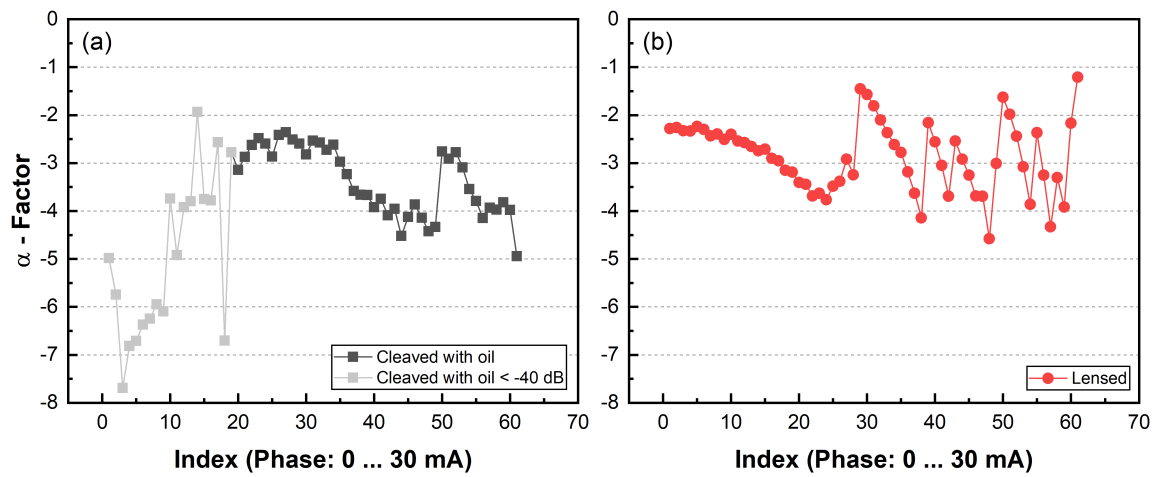 (a)
0
-1
-2
-3
-4
-5
-6
-7
-8
α - Factor
Cleaved with oil
Cleaved with oil < -40 dB
0 10 20 30 40 50 60 70
Index (Phase: 0 ... 30 mA)
(b)
0
-1
-2
-3
-4
-5
-6
-7
-8
Lensed
0 10 20 30 40 50 60 70
Index (Phase: 0 ... 30 mA)